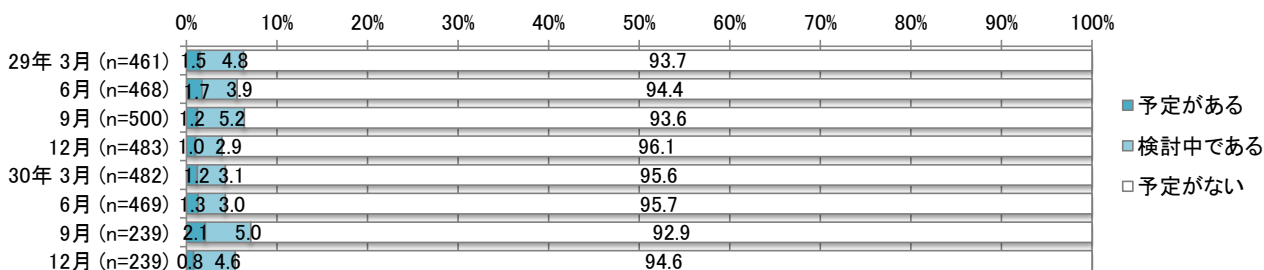 0% 10% 20% 30% 40% 50% 60% 70% 80% 90% 100%
29年 3月 (n=461) 1.5 4.8 93.7
6月 (n=468) 1.7 3.9 94.4
9月 (n=500) 1.2 5.2 93.6
12月 (n=483) 1.0 2.9 96.1
30年 3月 (n=482) 1.2 3.1 95.6
6月 (n=469) 1.3 3.0 95.7
9月 (n=239) 2.1 5.0 92.9
12月 (n=239) 0.8 4.6 94.6
予定がある
検討中である
予定がない